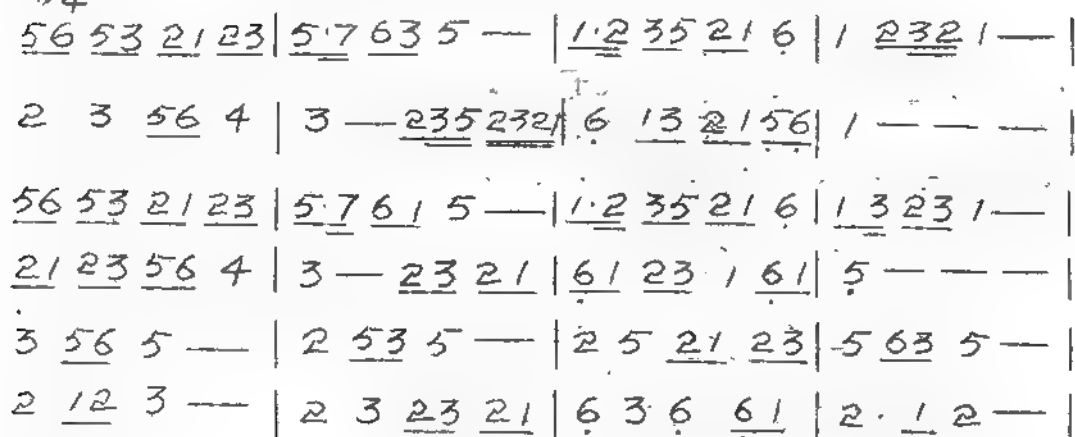 56 53 21 23 | 5·7 63 5 — | 1·2 35 21 6 | 1 232 1 — |
2 3 56 4 | 3 — 235 2321 | 6 13 21 56 | 1 — — — |
56 53 21 23 | 5·7 61 5 — | 1·2 35 21 6 | 1 3 23 1 — |
21 23 56 4 | 3 — 23 21 | 61 23 1 61 | 5 — — — |
3 56 5 — | 2 53 5 — | 2 5 21 23 | 5 63 5 — |
2 12 3 — | 2 3 23 21 | 6 3 6 61 | 2 · 1 2 — |